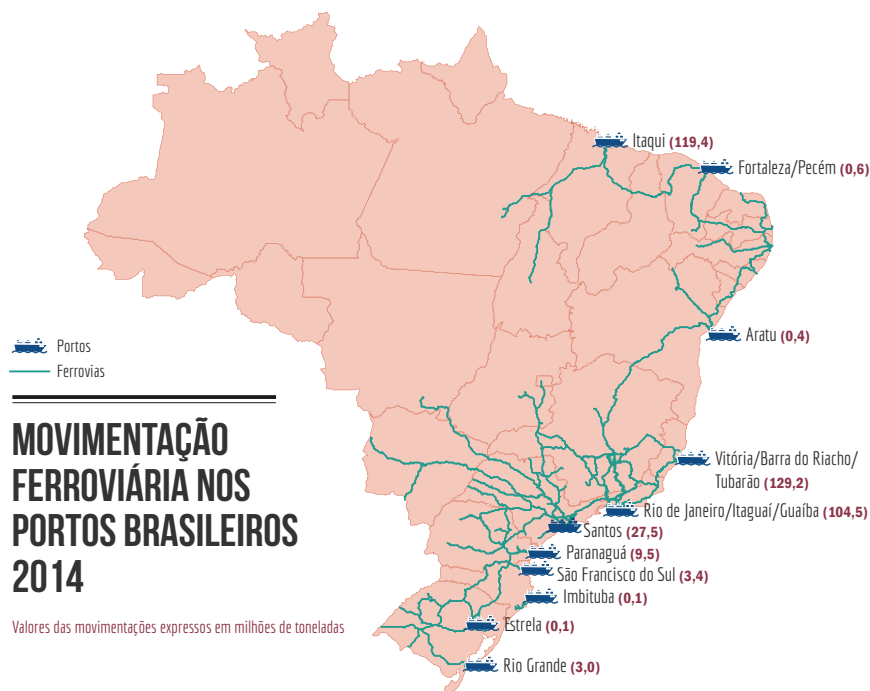 Itaqui (119,4)
Fortaleza/Pecém (0,6)
Aratu (0,4)
Portos
Ferrovias
MOVIMENTAÇÃO
FERROVIÁRIA NOS
PORTOS BRASILEIROS
2014
Valores das movimentações expressos em milhões de toneladas
Vitória/Barra do Riacho/
Tubarão (129,2)
Rio de Janeiro/Itaguaí/Guaíba (104,5)
Santos (27,5)
Paranaguá (9,5)
São Francisco do Sul (3,4)
Imbituba (0,1)
Estrela (0,1)
Rio Grande (3,0)